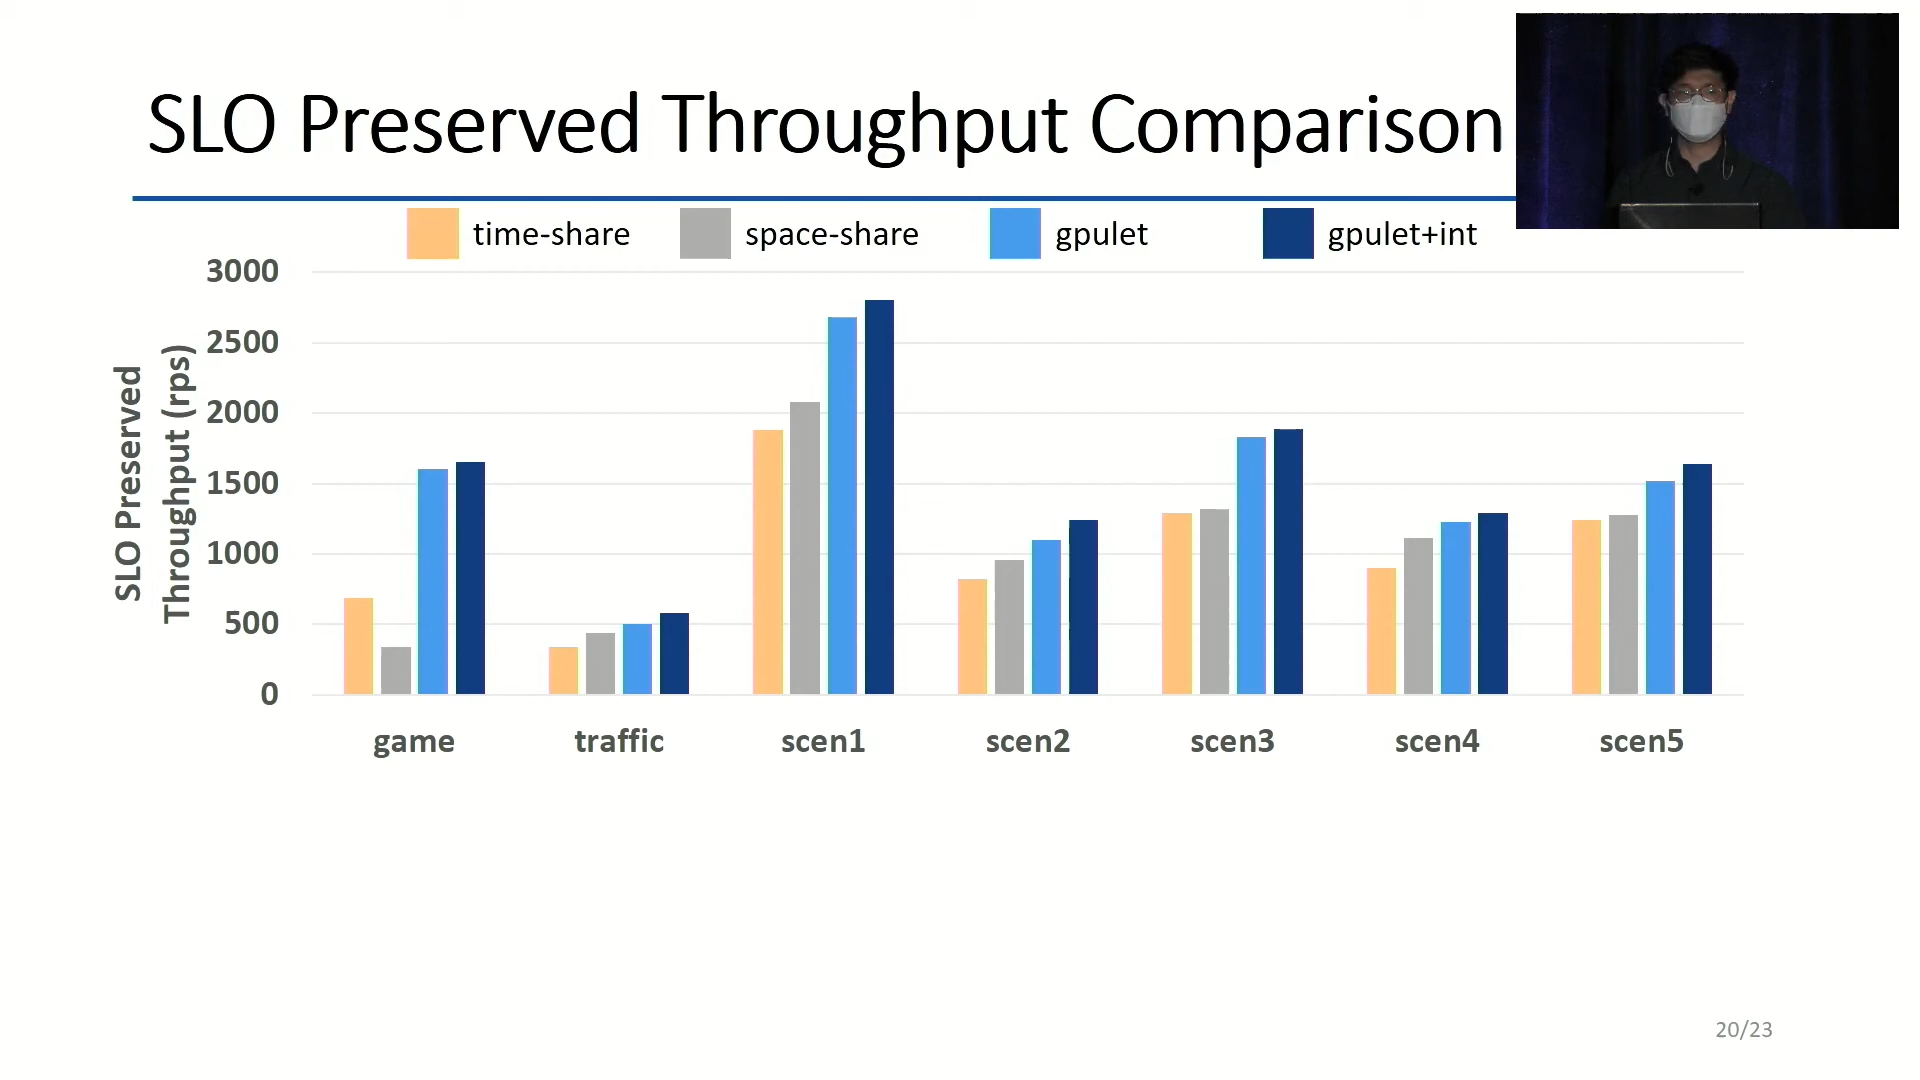 SLO Preserved Throughput Comparison
time-share space-share gpulet gpulet+int
SLO Preserved
Throughput (rps)
3000
2500
2000
1500
1000
500
0
game traffic scen1 scen2 scen3 scen4 scen5
20/23